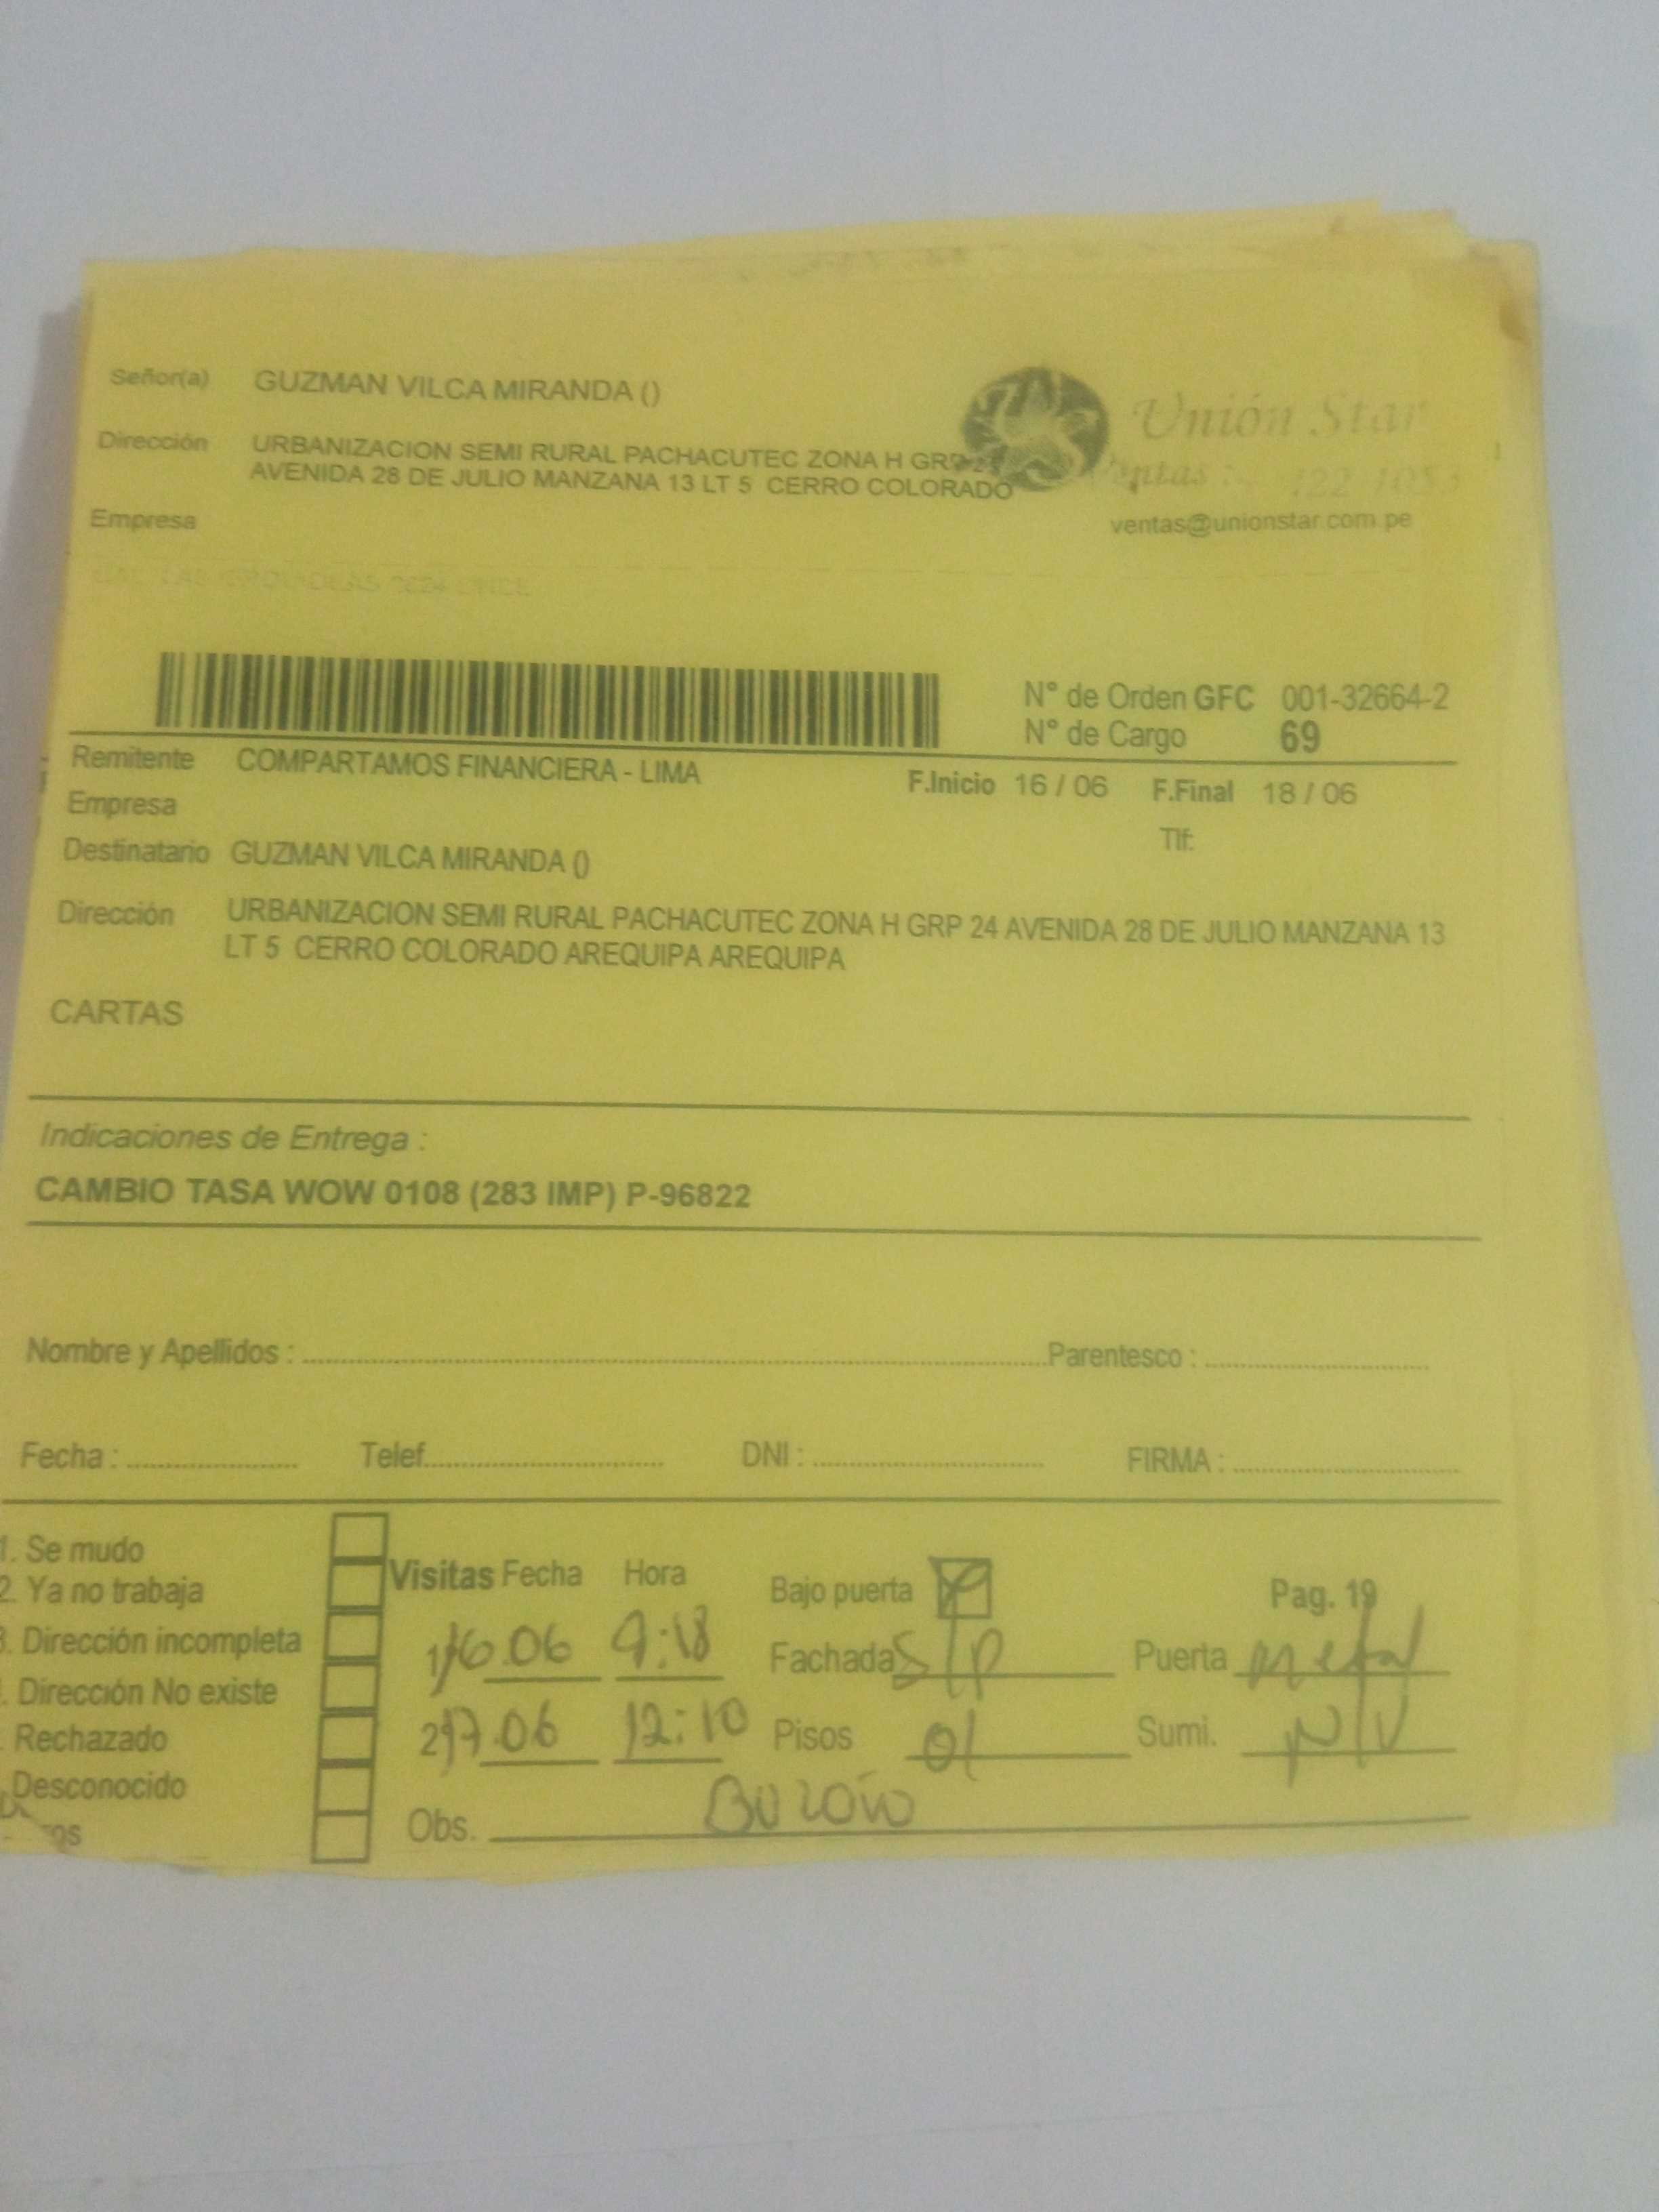 Señor(a) GUZMAN VILCA MIRANDA ()
Unión Star
Dirección URBANIZACION SEMI RURAL PACHACUTEC ZONA H GRP
AVENIDA 28 DE JULIO MANZANA 13 LT 5 CERRO COLORADO
Ventas :
Empresa
ventas@unionstar.com.pe
N° de Orden GFC 001-32664-2
N° de Cargo 69
Remitente COMPARTAMOS FINANCIERA - LIMA F.Inicio 16 / 06 F.Final 18 / 06
Empresa
Tlf:
Destinatario GUZMAN VILCA MIRANDA ()
Dirección URBANIZACION SEMI RURAL PACHACUTEC ZONA H GRP 24 AVENIDA 28 DE JULIO MANZANA 13
LT 5 CERRO COLORADO AREQUIPA AREQUIPA
CARTAS
Indicaciones de Entrega :
CAMBIO TASA WOW 0108 (283 IMP) P-96822
Nombre y Apellidos : Parentesco :
Fecha : Telef. DNI : FIRMA :
1. Se mudo
Visitas Fecha Hora Bajo puerta Pag. 19
2. Ya no trabaja
. Dirección incompleta
1) 16.06 9:18 Fachada S/P Puerta metal
. Dirección No existe
2) 17.06 12:10 Pisos 01 Sumi. N/V
Rechazado
Desconocido
Obs. Buzón